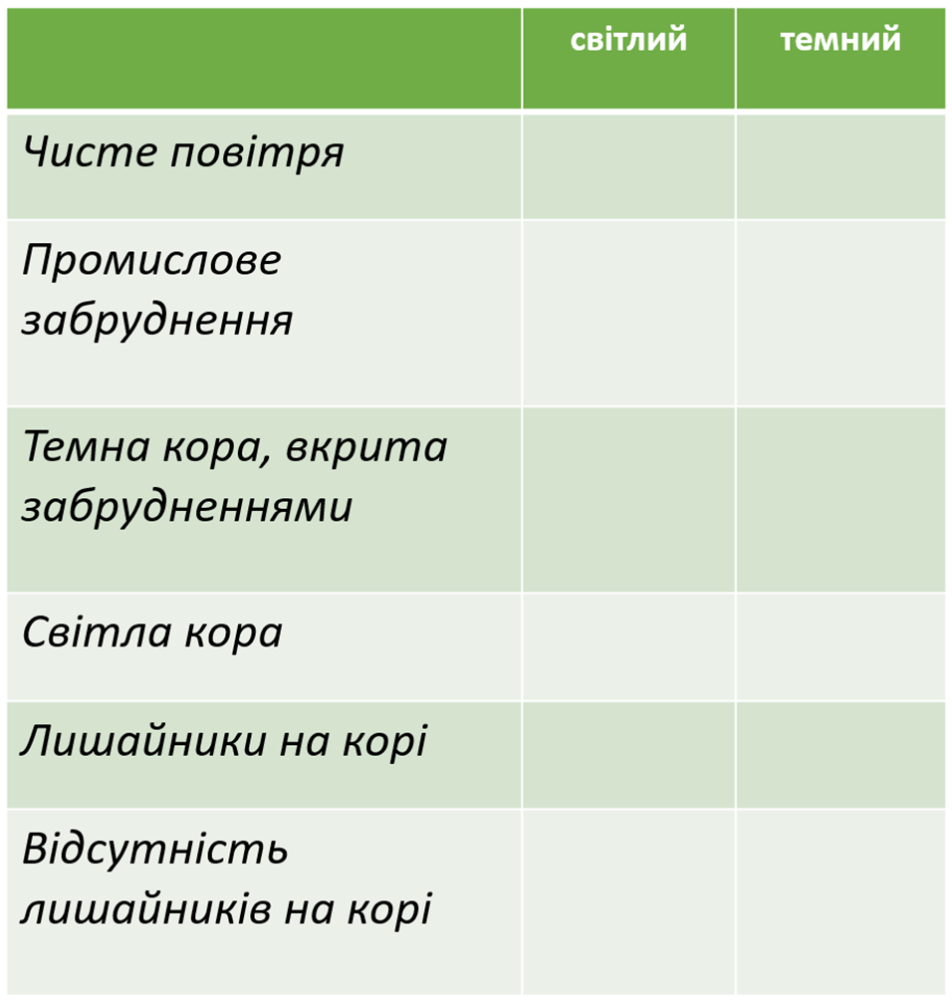 світлий темний
Чисте повітря
Промислове
забруднення
Темна кора, вкрита
забрудненнями
Світла кора
Лишайники на корі
Відсутність
лишайників на корі